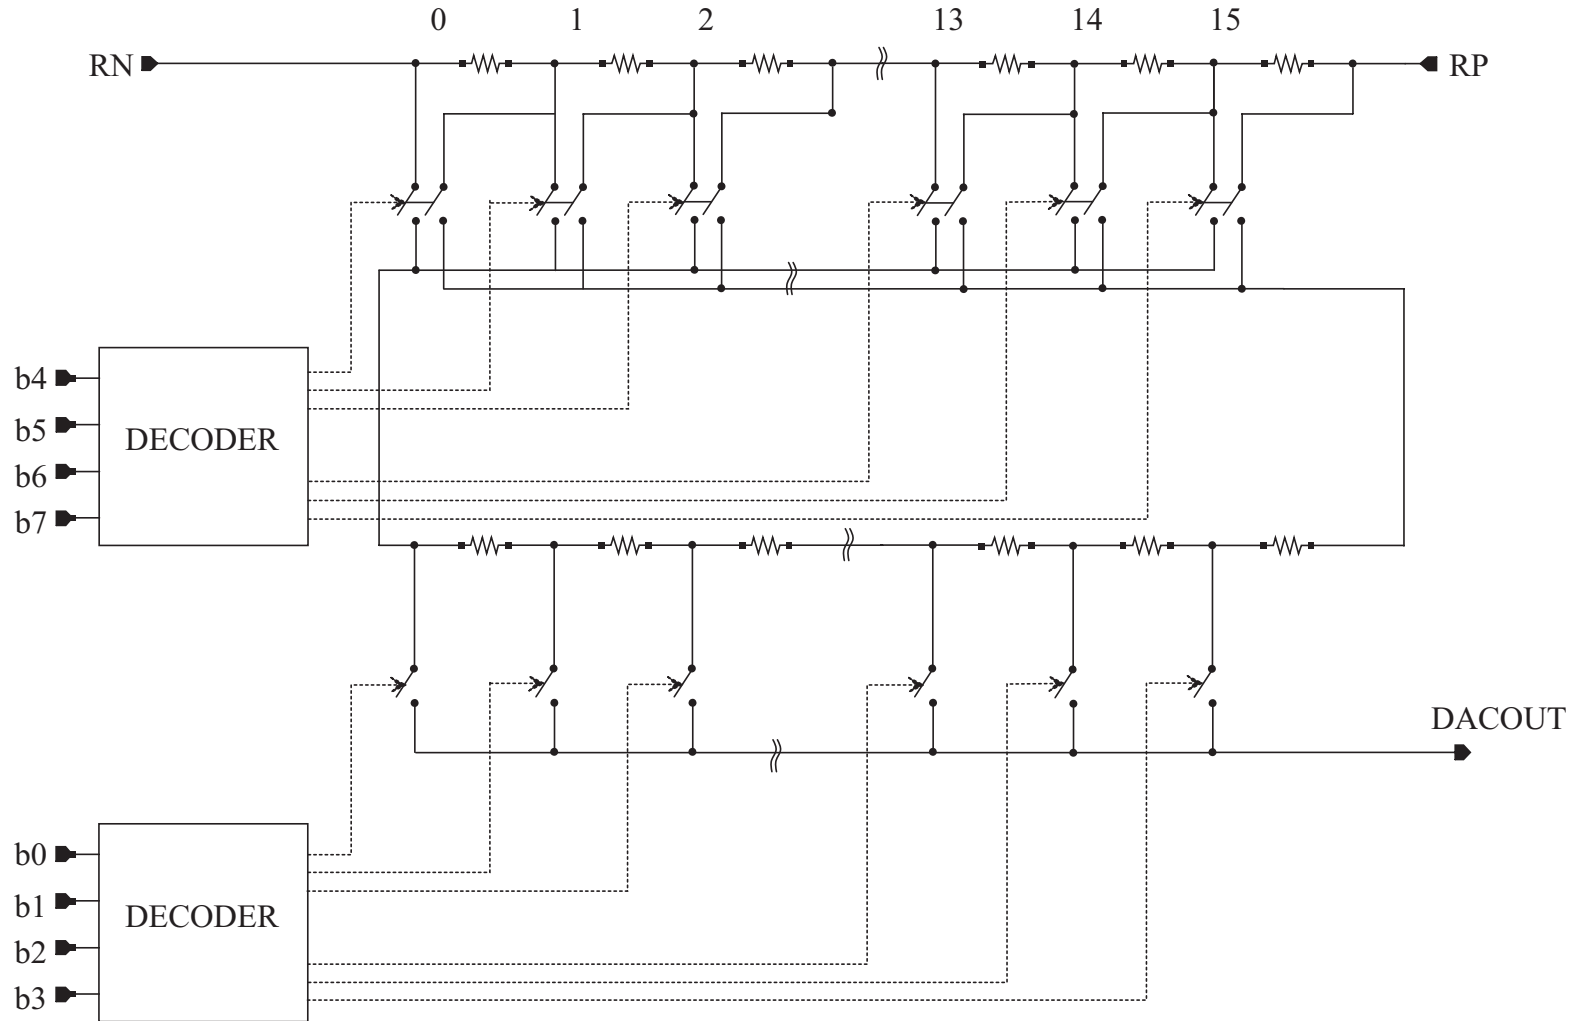 0 1 2 13 14 15
RN RP
b4
b5
DECODER
b6
b7
DACOUT
b0
b1
DECODER
b2
b3